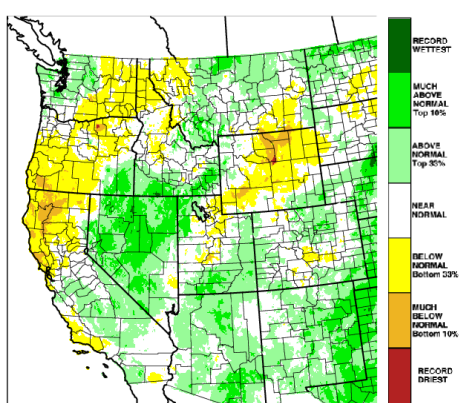 RECORD
WETTEST
MUCH
ABOVE
NORMAL
Top 10%
ABOVE
NORMAL
Top 33%
NEAR
NORMAL
BELOW
NORMAL
Bottom 33%
MUCH
BELOW
NORMAL
Bottom 10%
RECORD
DRIEST